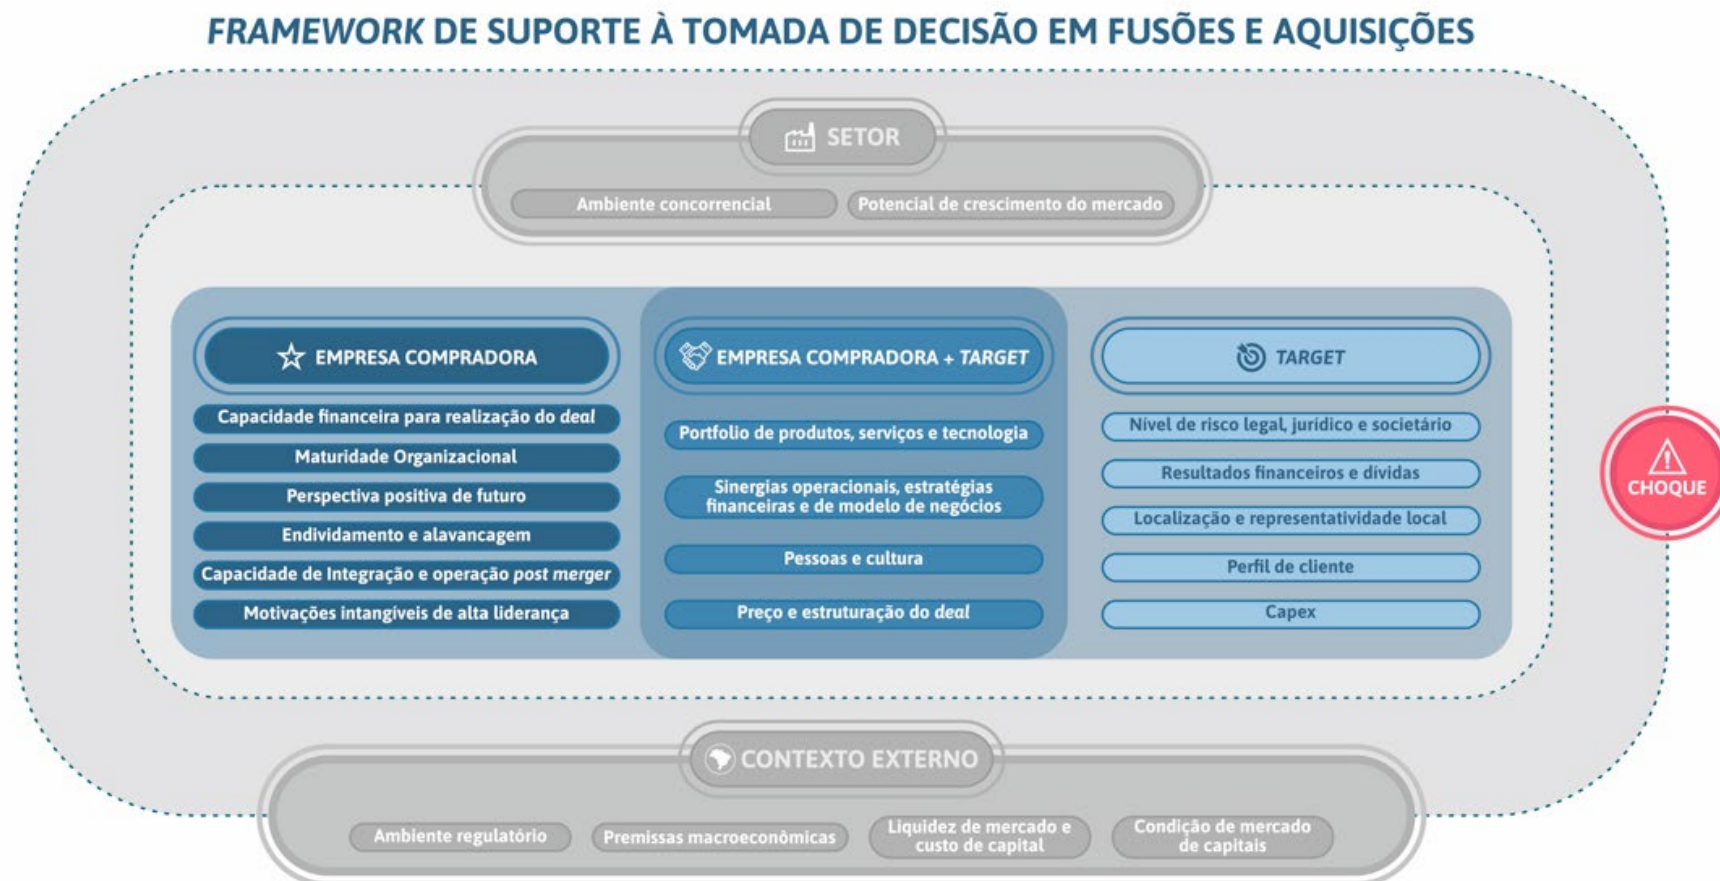 FRAMEWORK DE SUPORTE À TOMADA DE DECISÃO EM FUSÕES E AQUISIÇÕES
SETOR
Ambiente concorrencial
Potencial de crescimento do mercado
EMPRESA COMPRADORA
Capacidade financeira para realização do deal
Maturidade Organizacional
Perspectiva positiva de futuro
Endividamento e alavancagem
Capacidade de Integração e operação post merger
Motivações intangíveis de alta liderança
EMPRESA COMPRADORA + TARGET
Portfolio de produtos, serviços e tecnologia
Sinergias operacionais, estratégias
financeiras e de modelo de negócios
Pessoas e cultura
Preço e estruturação do deal
TARGET
Nível de risco legal, jurídico e societário
Resultados financeiros e dívidas
Localização e representatividade local
Perfil de cliente
Capex
CHOQUE
CONTEXTO EXTERNO
Ambiente regulatório
Premissas macroeconômicas
Liquidez de mercado e
custo de capital
Condição de mercado
de capitais